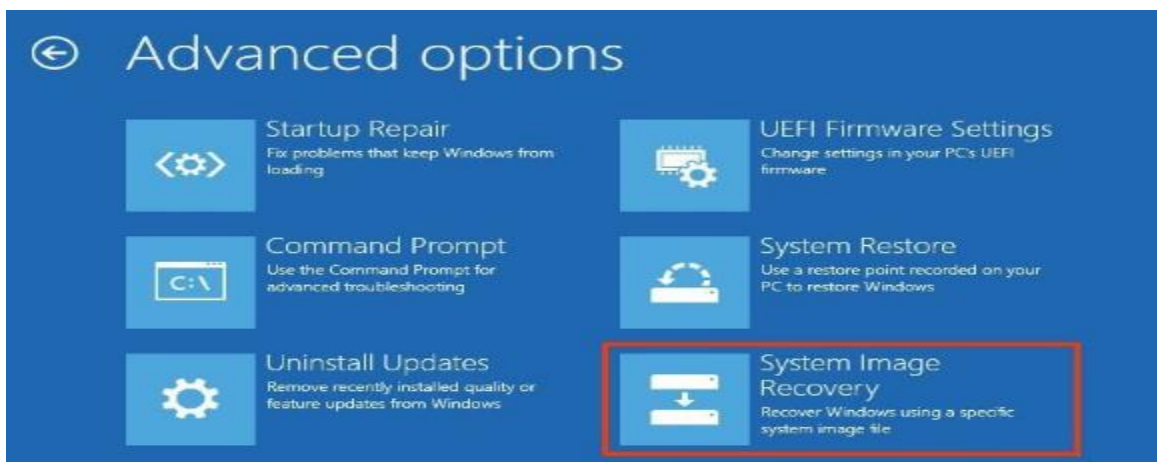 Advanced options
Startup Repair
Fix problems that keep Windows from
loading
UEFI Firmware Settings
Change settings in your PC's UEFI
firmware
Command Prompt
Use the Command Prompt for
advanced troubleshooting
C:\
System Restore
Use a restore point recorded on your
PC to restore Windows
Uninstall Updates
Remove recently installed quality or
feature updates from Windows
System Image
Recovery
Recover Windows using a specific
system image file